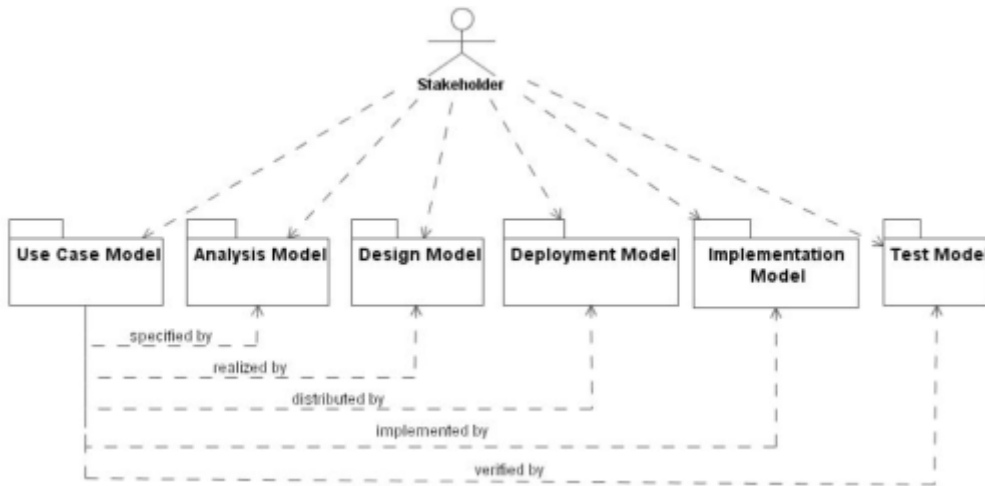 Stakeholder
Use Case Model
Analysis Model
Design Model
Deployment Model
Implementation
Model
Test Model
specified by
realized by
distributed by
implemented by
verified by